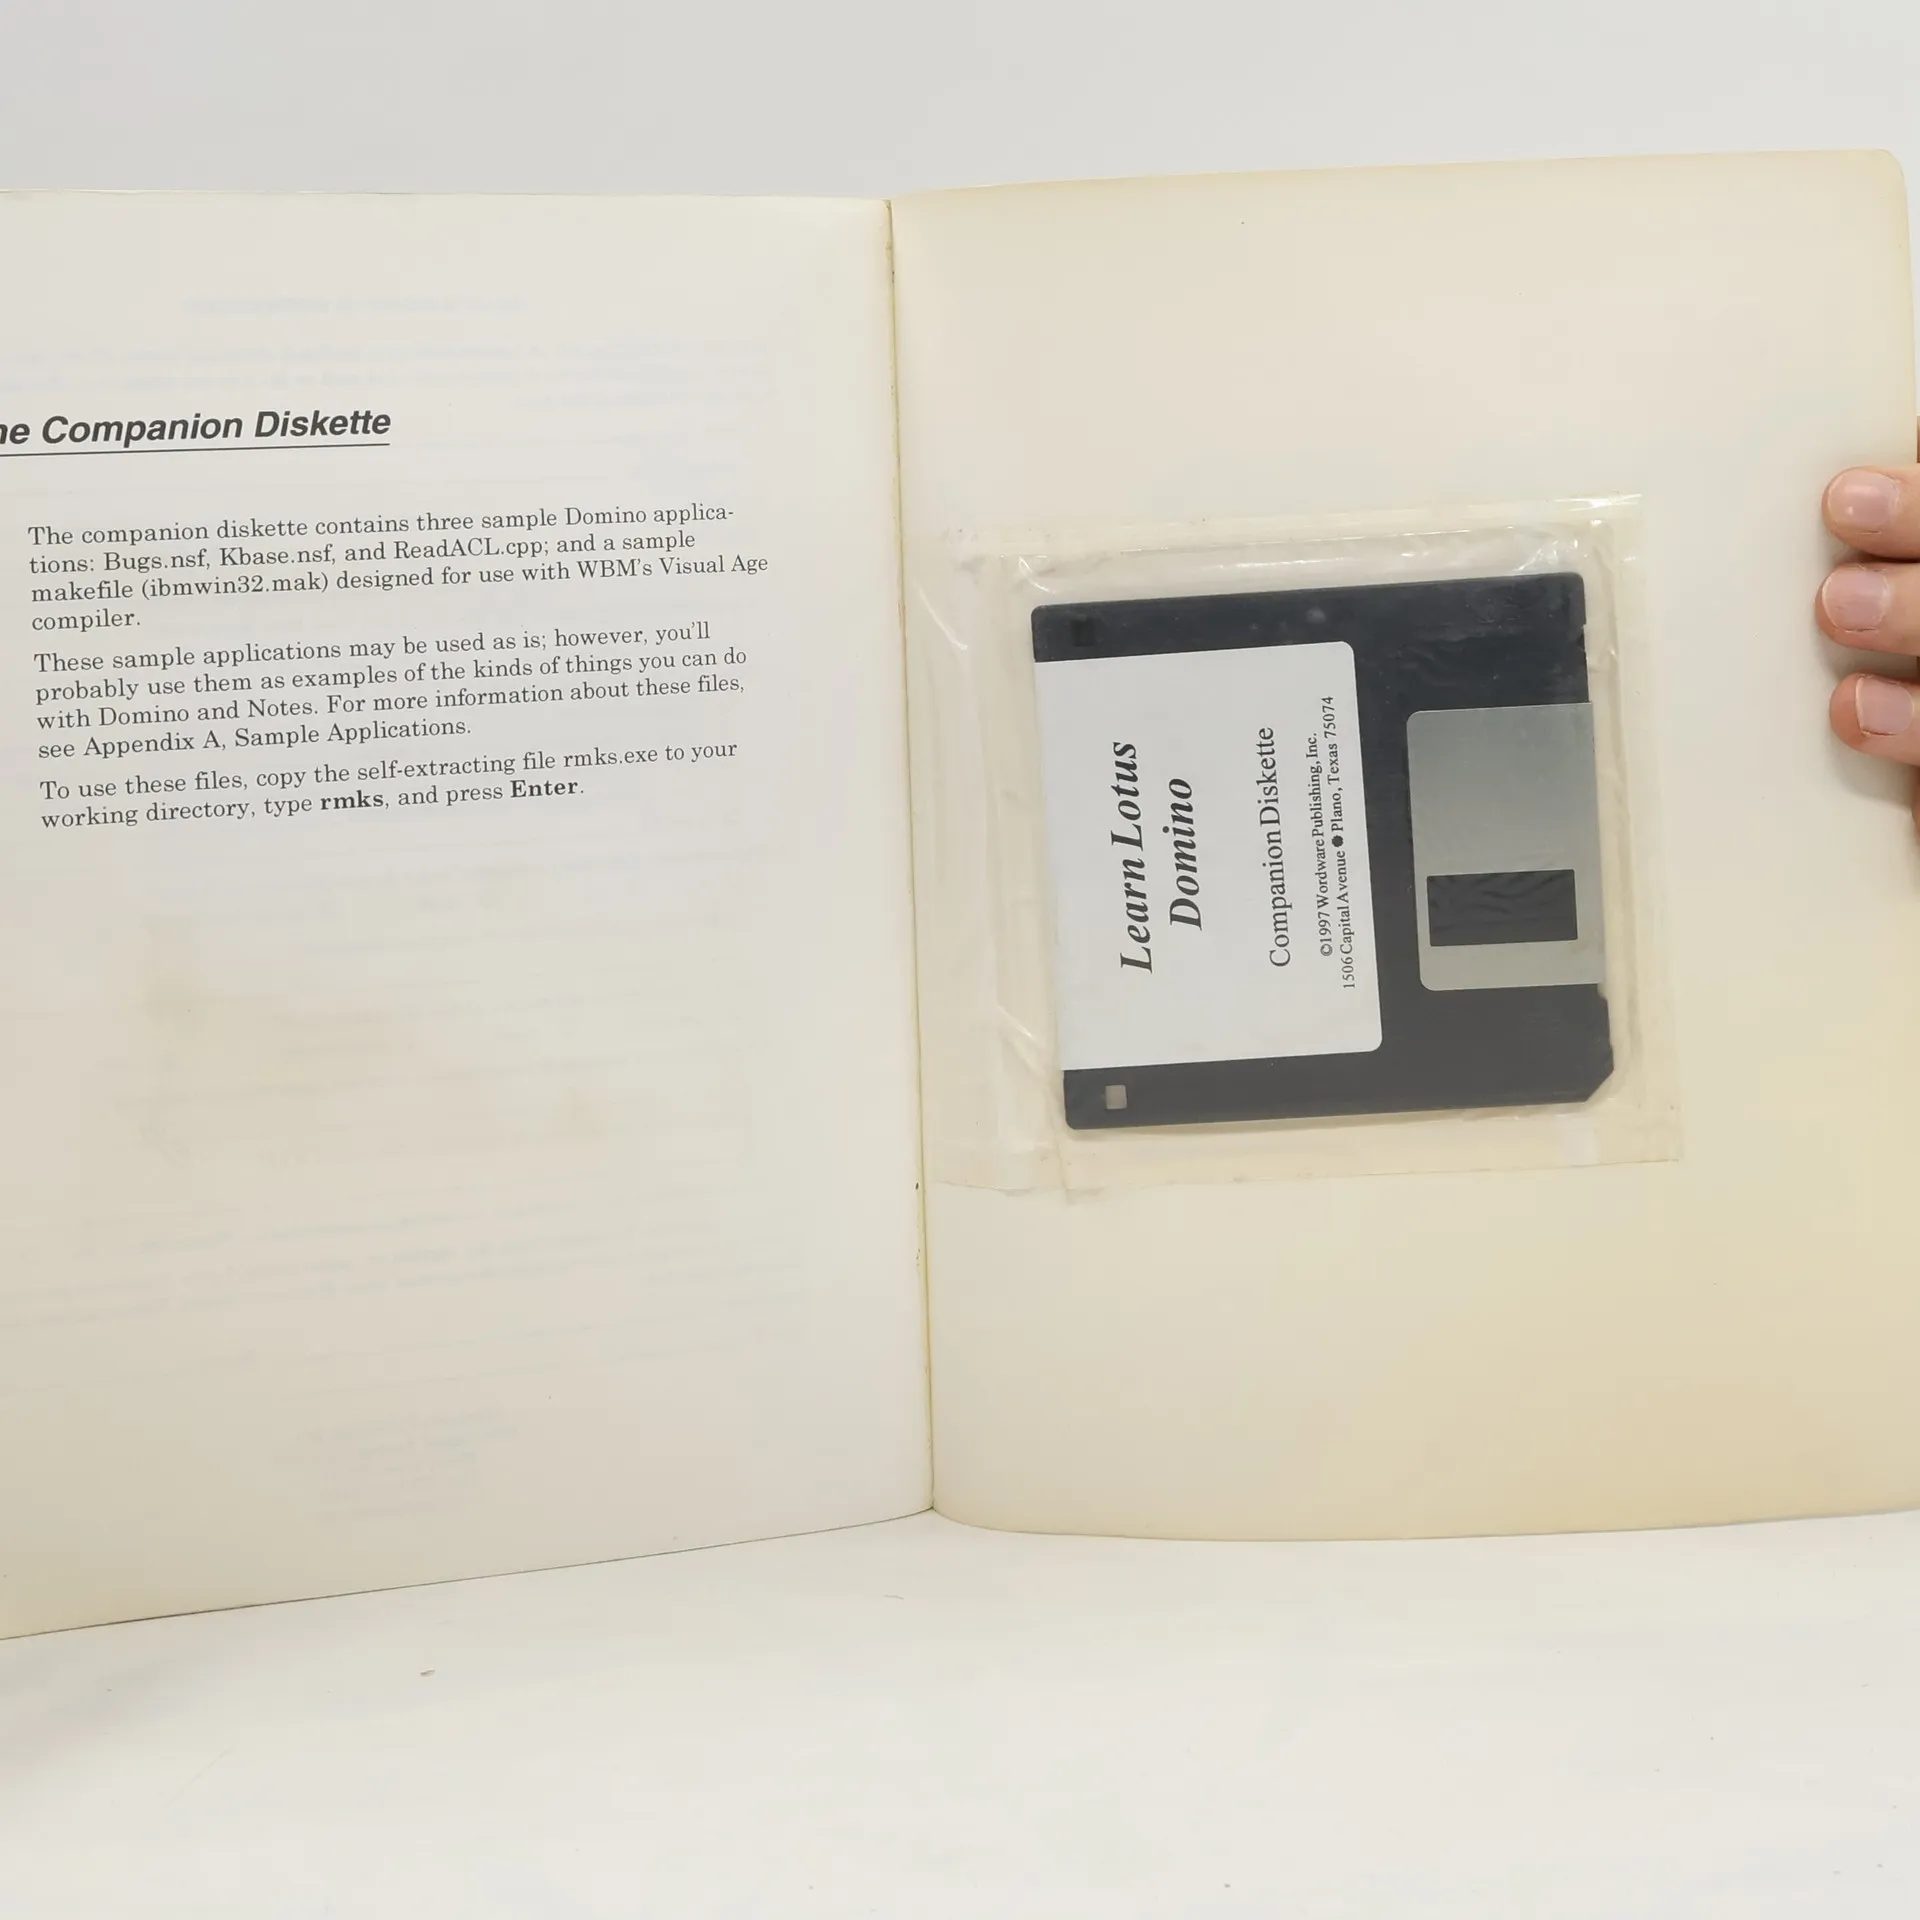 he Companion Diskette
The companion diskette contains three sample Domino applica-
tions: Bugs.nsf, Kbase.nsf, and ReadACL.cpp; and a sample
makefile (ibmwin32.mak) designed for use with WBM's Visual Age
compiler.
These sample applications may be used as is; however, you'll
probably use them as examples of the kinds of things you can do
with Domino and Notes. For more information about these files,
see Appendix A, Sample Applications.
To use these files, copy the self-extracting file rmks.exe to your
working directory, type rmks, and press Enter.
Learn Lotus
Domino
Companion Diskette
©1997 Wordware Publishing, Inc.
1506 Capital Avenue ● Plano, Texas 75074